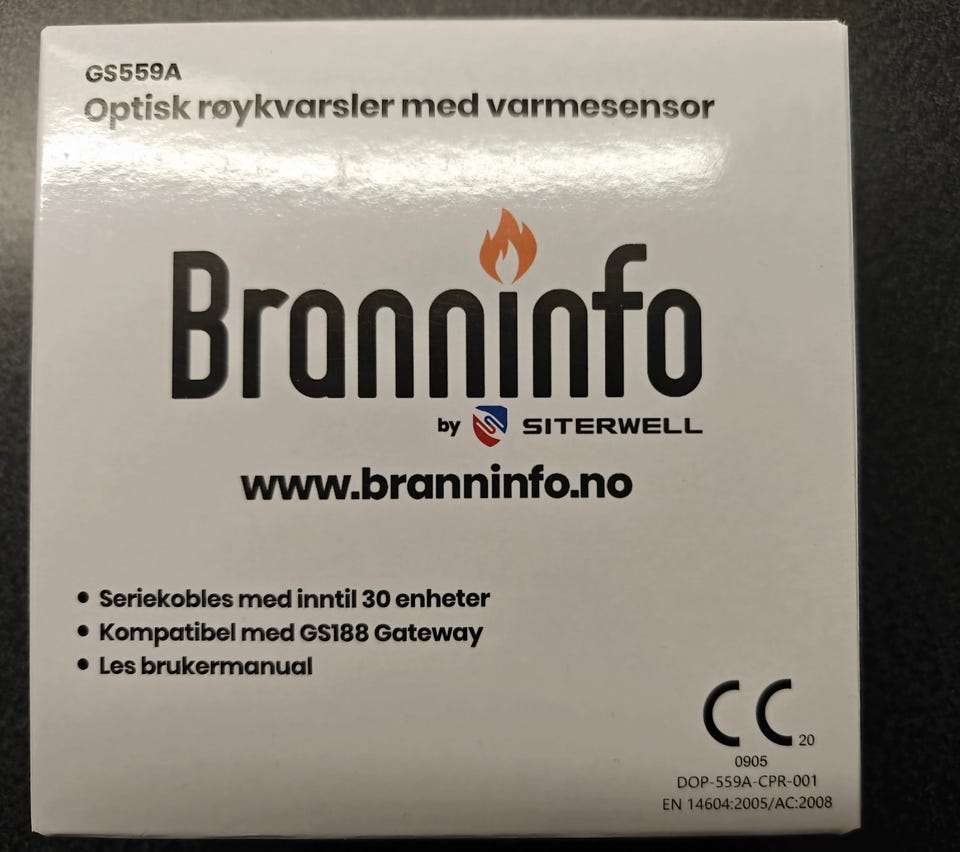 GS559A
Optisk røykvarsler med varmesensor
Branninfo
by SITERWELL
www.branninfo.no
• Seriekobles med inntil 30 enheter
• Kompatibel med GS188 Gateway
• Les brukermanual
CE 20
0905
DOP-559A-CPR-001
EN 14604:2005/AC:2008